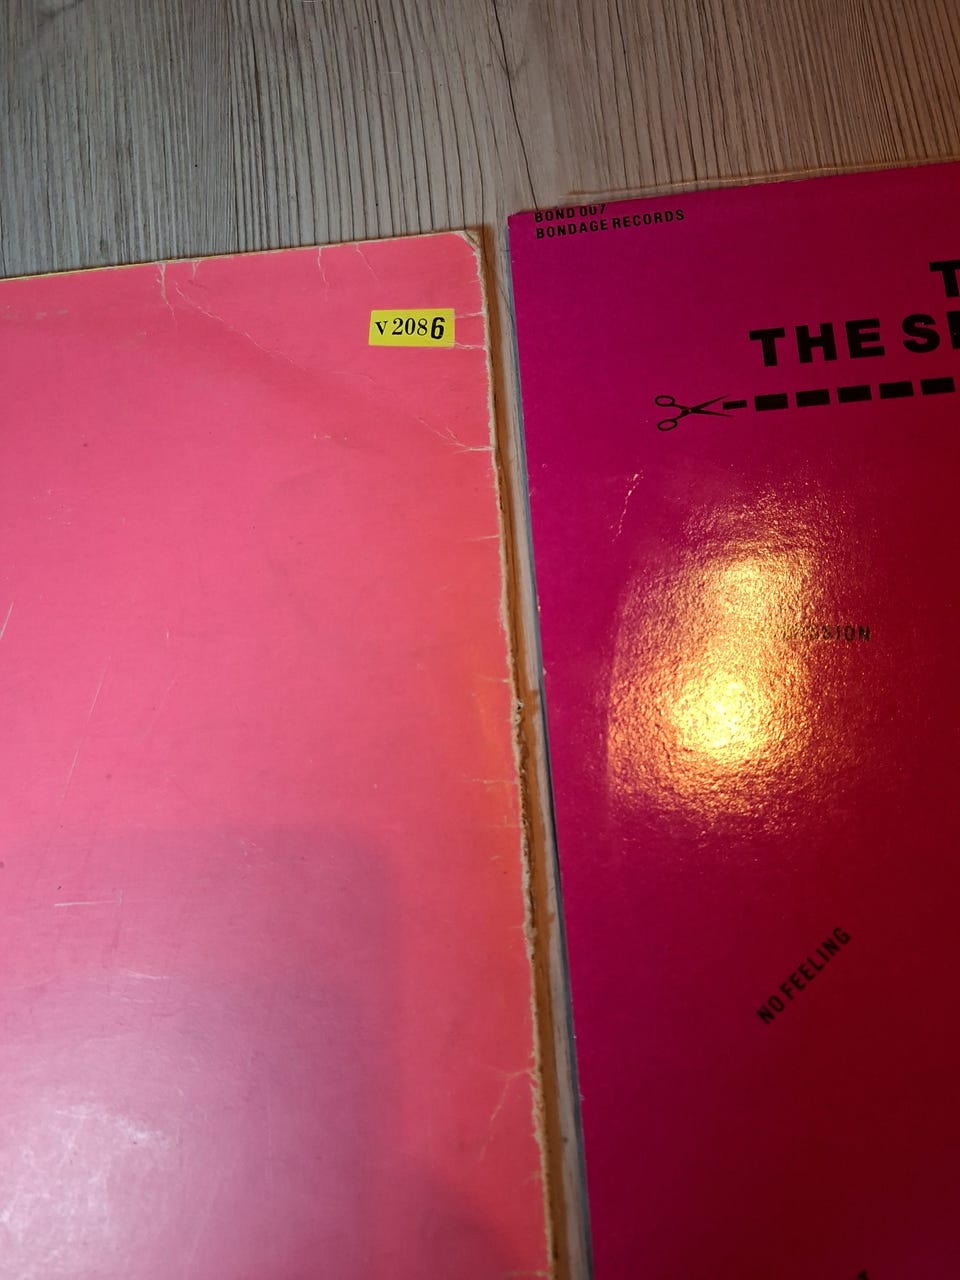 V2086
BOND 007
BONDAGE RECORDS
T
THE S
NO FEELING